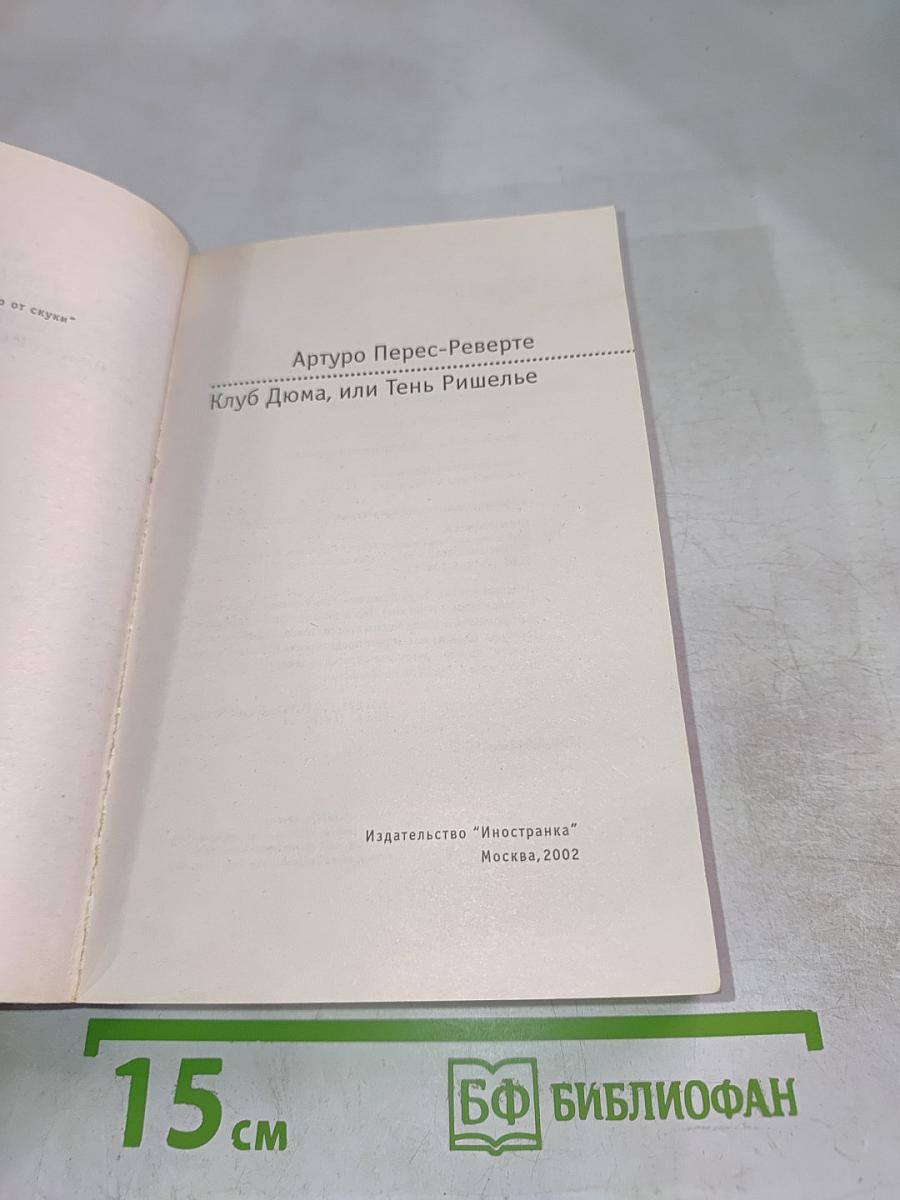 о от скуки"
Артуро Перес-Реверте
Клуб Дюма, или Тень Ришелье
Издательство "Иностранка"
Москва, 2002
15 см
БФ БИБЛИОФАН